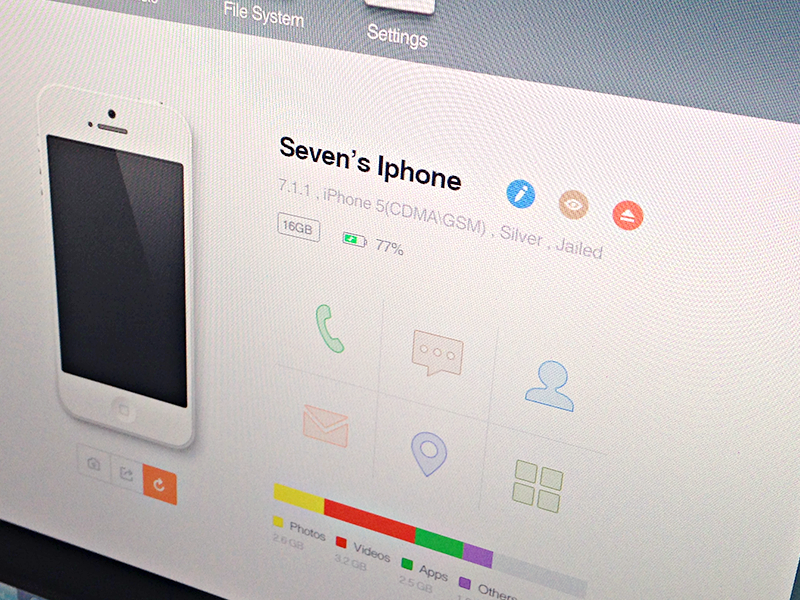 File System
Settings
Seven's Iphone
7.1.1 , iPhone 5(CDMA\GSM) , Silver , Jailed
16GB
77%
Photos
Videos
Apps
Others
2.6 GB
3.2 GB
2.5 GB